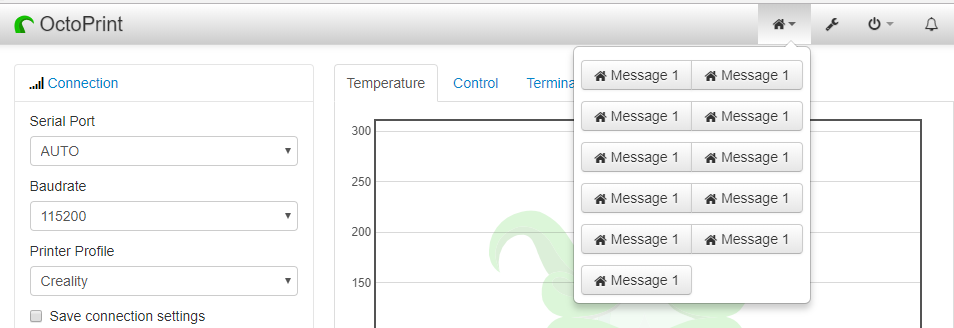 OctoPrint
Connection
Serial Port
AUTO
Baudrate
115200
Printer Profile
Creality
Save connection settings
Temperature Control
300
250
200
150
Message 1 Message 1
Message 1 Message 1
Message 1 Message 1
Message 1 Message 1
Message 1 Message 1
Message 1